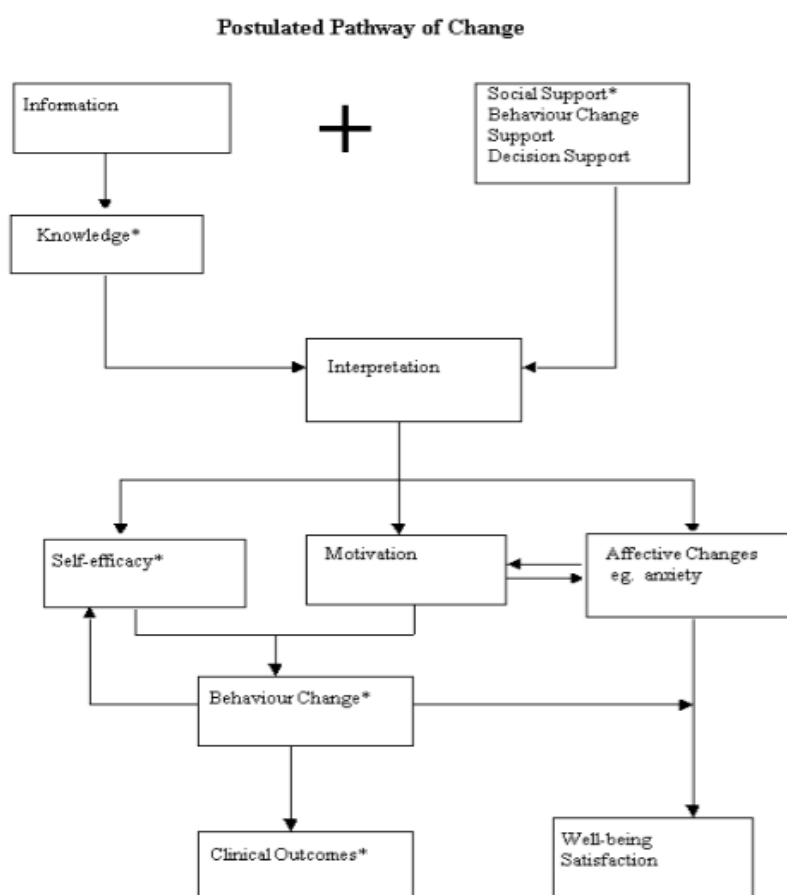 Postulated Pathway of Change
Information
+
Social Support*
Behaviour Change
Support
Decision Support
Knowledge*
Interpretation
Self-efficacy*
Motivation
Affective Changes
eg. anxiety
Behaviour Change*
Clinical Outcomes*
Well-being
Satisfaction